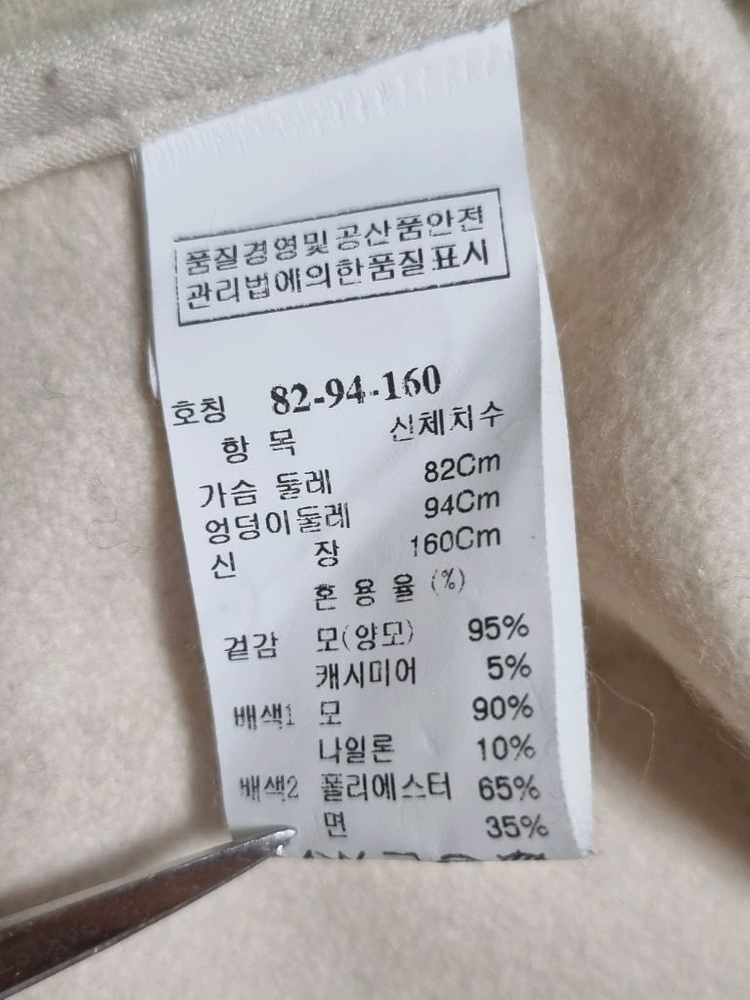 품질경영및공산품안전
관리법에의한품질표시
호칭 82-94-160
항 목 신체치수
가슴 둘레 82Cm
엉덩이둘레 94Cm
신 장 160Cm
혼 용 율 (%)
겉감 모(양모) 95%
캐시미어 5%
배색1 모 90%
나일론 10%
배색2 폴리에스터 65%
면 35%